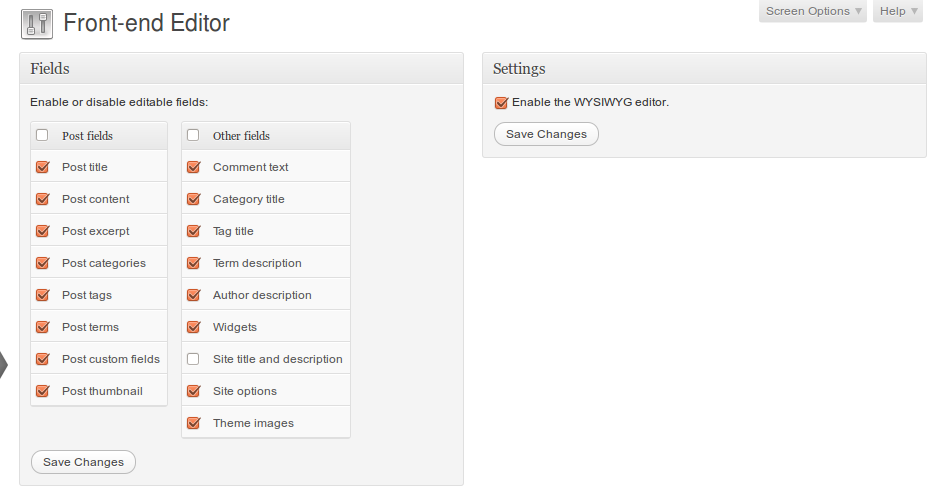 Front-end Editor
Screen Options
Help
Fields
Enable or disable editable fields:
Post fields
Post title
Post content
Post excerpt
Post categories
Post tags
Post terms
Post custom fields
Post thumbnail
Other fields
Comment text
Category title
Tag title
Term description
Author description
Widgets
Site title and description
Site options
Theme images
Save Changes
Settings
Enable the WYSIWYG editor.
Save Changes